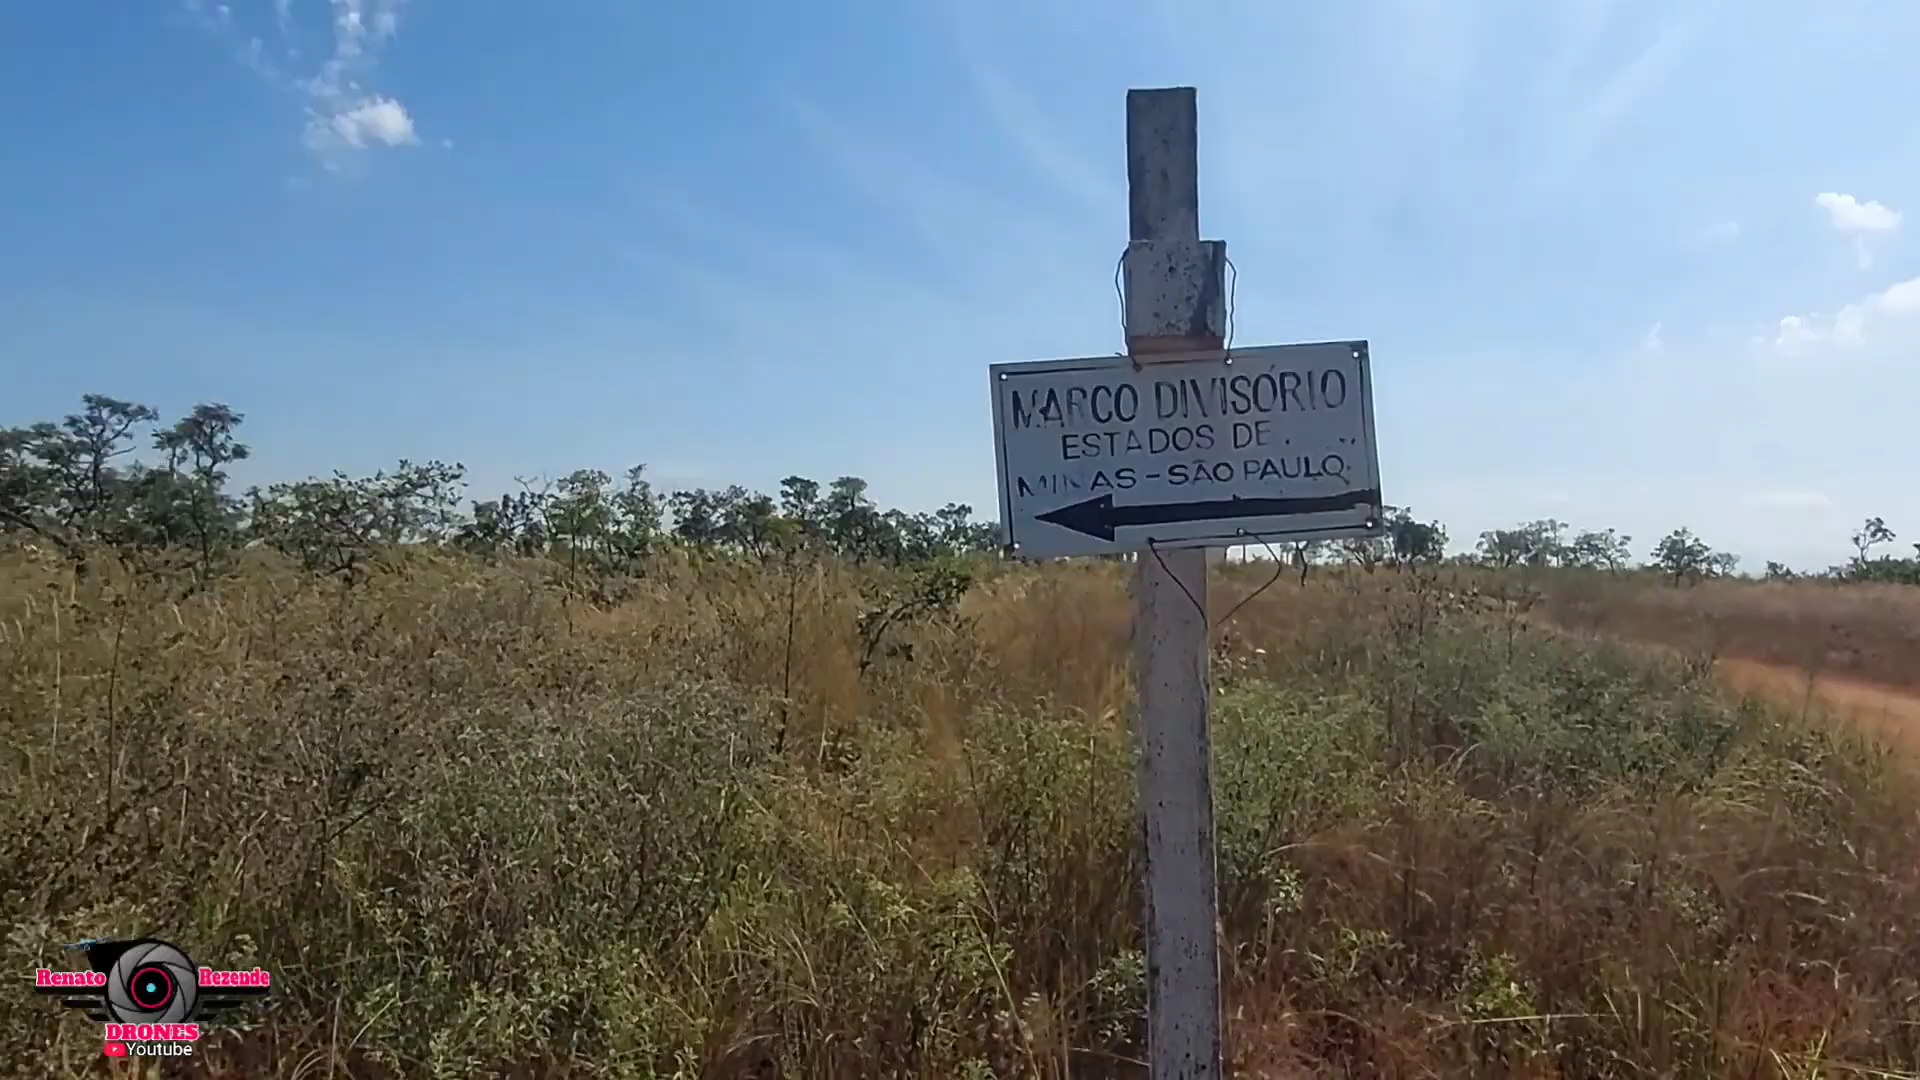 MARCO DIVISÓRIO
ESTADOS DE
MINAS - SÃO PAULO
Renato Rezende
DRONES
Youtube